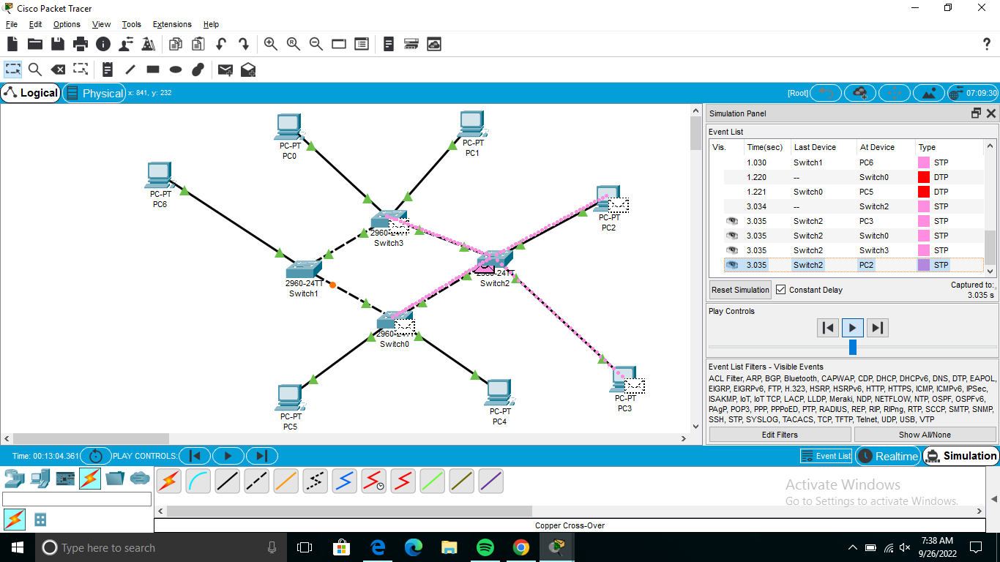 Cisco Packet Tracer
File Edit Options View Tools Extensions Help
Logical Physical x: 841, y: 232 [Root] 07:09:30
PC-PT
PC0
PC-PT
PC1
PC-PT
PC6
PC-PT
PC2
Switch3
2960-24TT
Switch1
2960-24TT
Switch2
Switch0
PC-PT
PC5
PC-PT
PC4
PC-PT
PC3
Simulation Panel
Event List
Vis. Time(sec) Last Device At Device Type
1.030 Switch1 PC6 STP
1.220 -- Switch0 DTP
1.221 Switch0 PC5 DTP
3.034 -- Switch2 STP
3.035 Switch2 PC3 STP
3.035 Switch2 Switch0 STP
3.035 Switch2 Switch3 STP
3.035 Switch2 PC2 STP
Reset Simulation Constant Delay Captured to:
3.035 s
Play Controls
Event List Filters - Visible Events
ACL Filter, ARP, BGP, Bluetooth, CAPWAP, CDP, DHCP, DHCPv6, DNS, DTP, EAPOL,
EIGRP, EIGRPv6, FTP, H.323, HSRP, HSRPv6, HTTP, HTTPS, ICMP, ICMPv6, IPSec,
ISAKMP, IoT, IoT TCP, LACP, LLDP, Meraki, NDP, NETFLOW, NTP, OSPF, OSPFv6,
PAgP, POP3, PPP, PPPoED, PTP, RADIUS, REP, RIP, RIPng, RTP, SCCP, SMTP, SNMP,
SSH, STP, SYSLOG, TACACS, TCP, TFTP, Telnet, UDP, USB, VTP
Edit Filters Show All/None
Time: 00:13:04.361 PLAY CONTROLS: Event List Realtime Simulation
Activate Windows
Go to Settings to activate Windows.
Copper Cross-Over
Type here to search
7:38 AM
9/26/2022